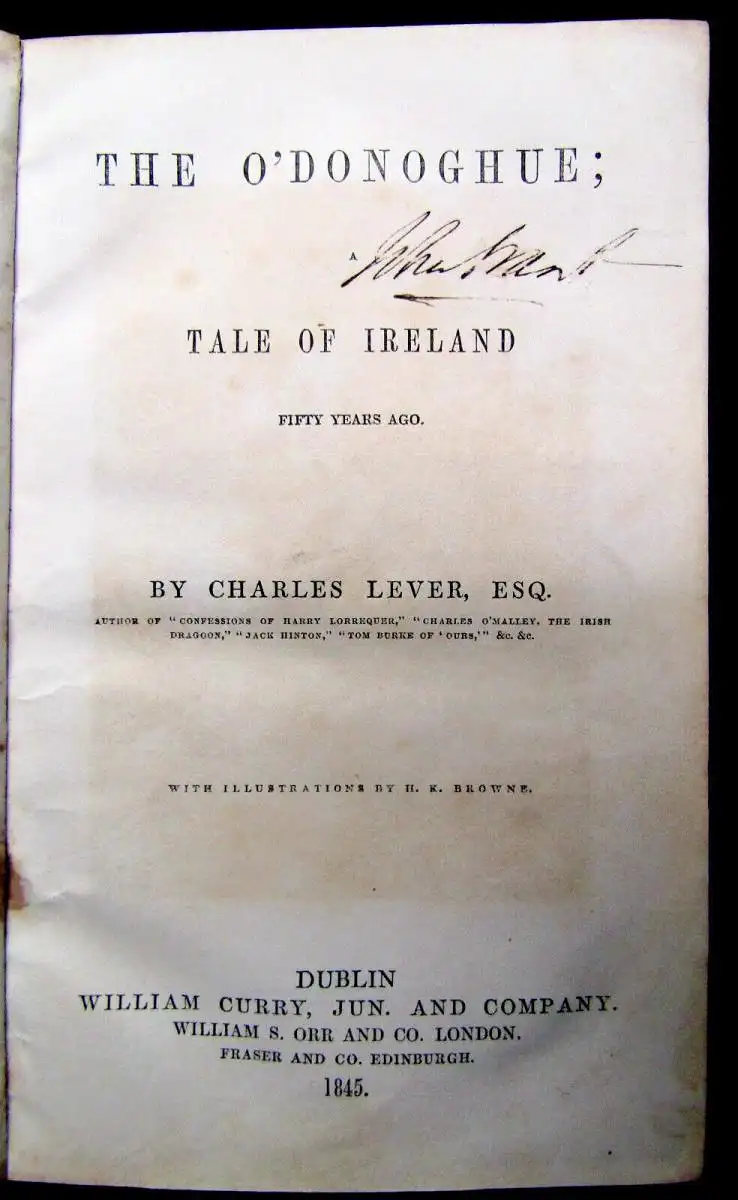 THE O'DONOGHUE;
A
John Grant
TALE OF IRELAND
FIFTY YEARS AGO.
BY CHARLES LEVER, ESQ.
AUTHOR OF "CONFESSIONS OF HARRY LORREQUER," "CHARLES O'MALLEY, THE IRISH
DRAGOON," "JACK HINTON," "TOM BURKE OF 'OURS,'" &c. &c.
WITH ILLUSTRATIONS BY H. K. BROWNE.
DUBLIN
WILLIAM CURRY, JUN. AND COMPANY.
WILLIAM S. ORR AND CO. LONDON.
FRASER AND CO. EDINBURGH.
1845.